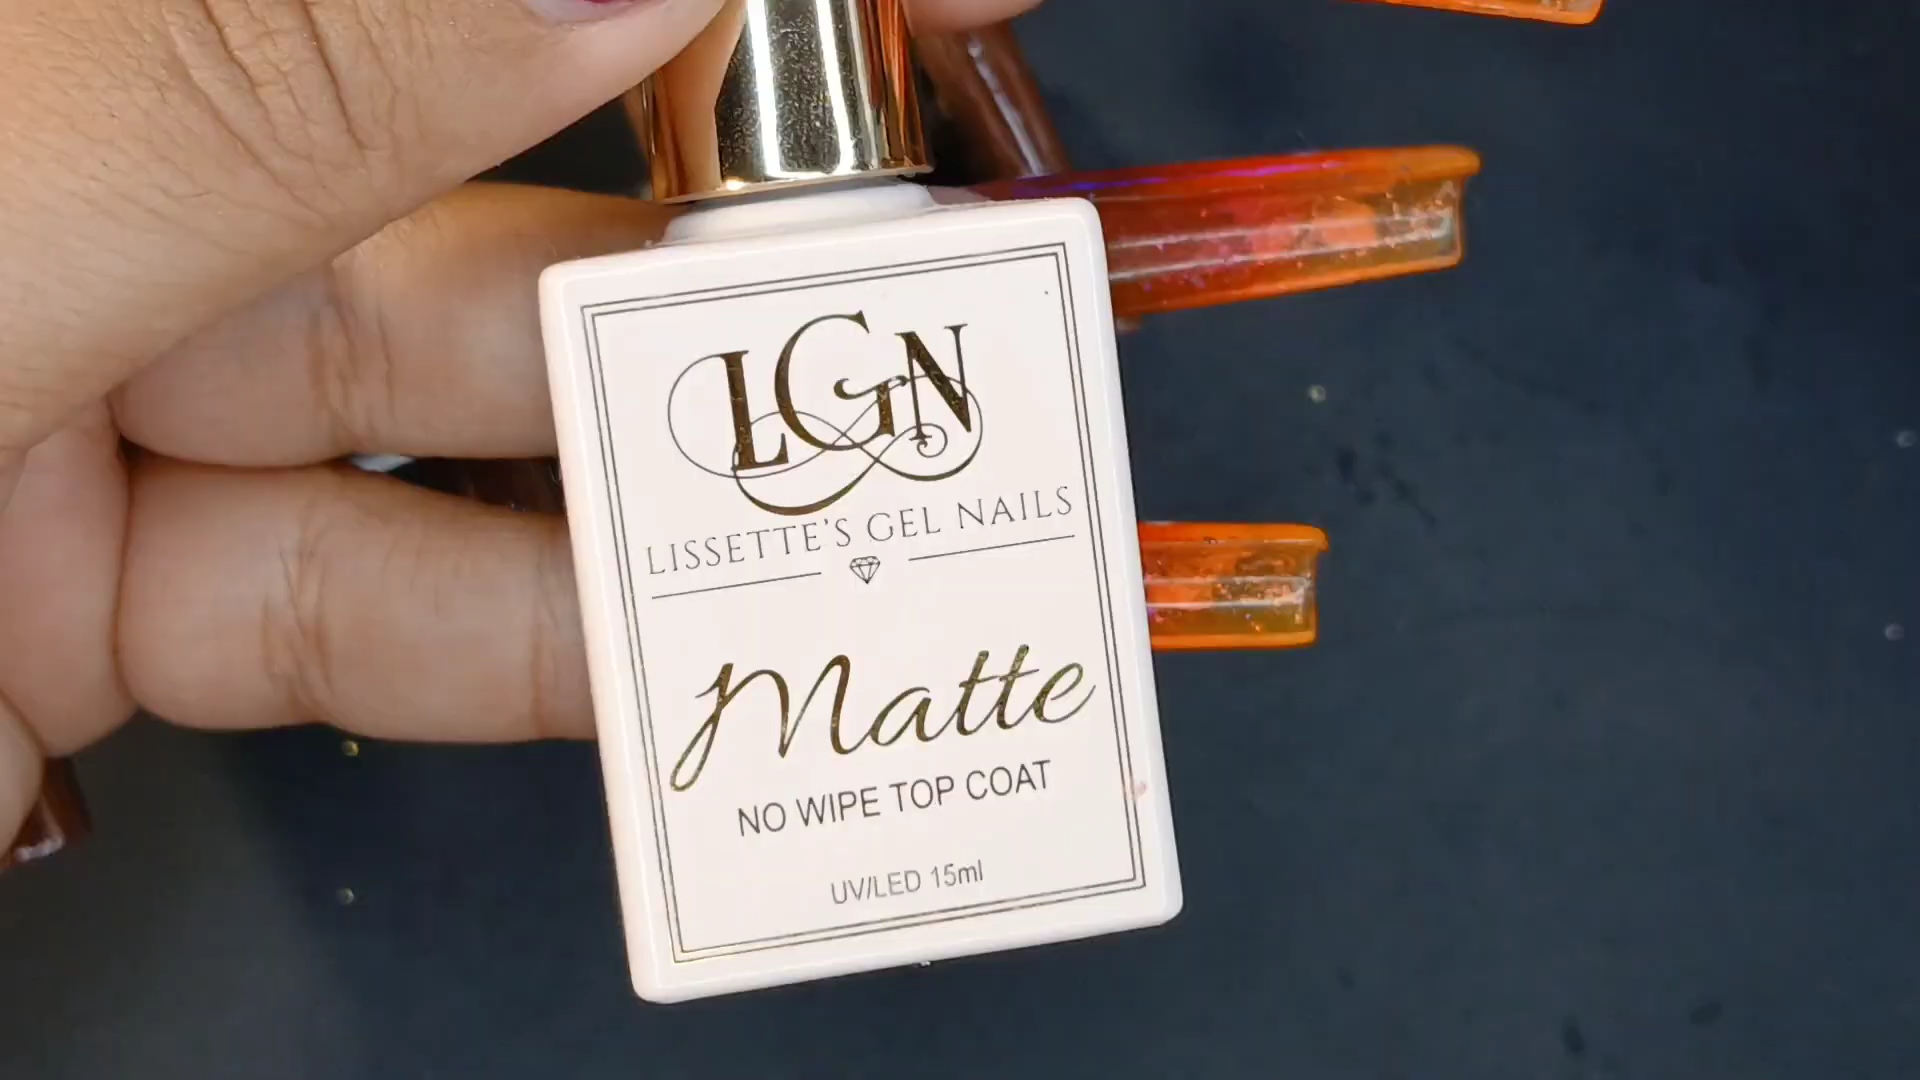 LGN
LISSETTE'S GEL NAILS
Matte
NO WIPE TOP COAT
UV/LED 15ml